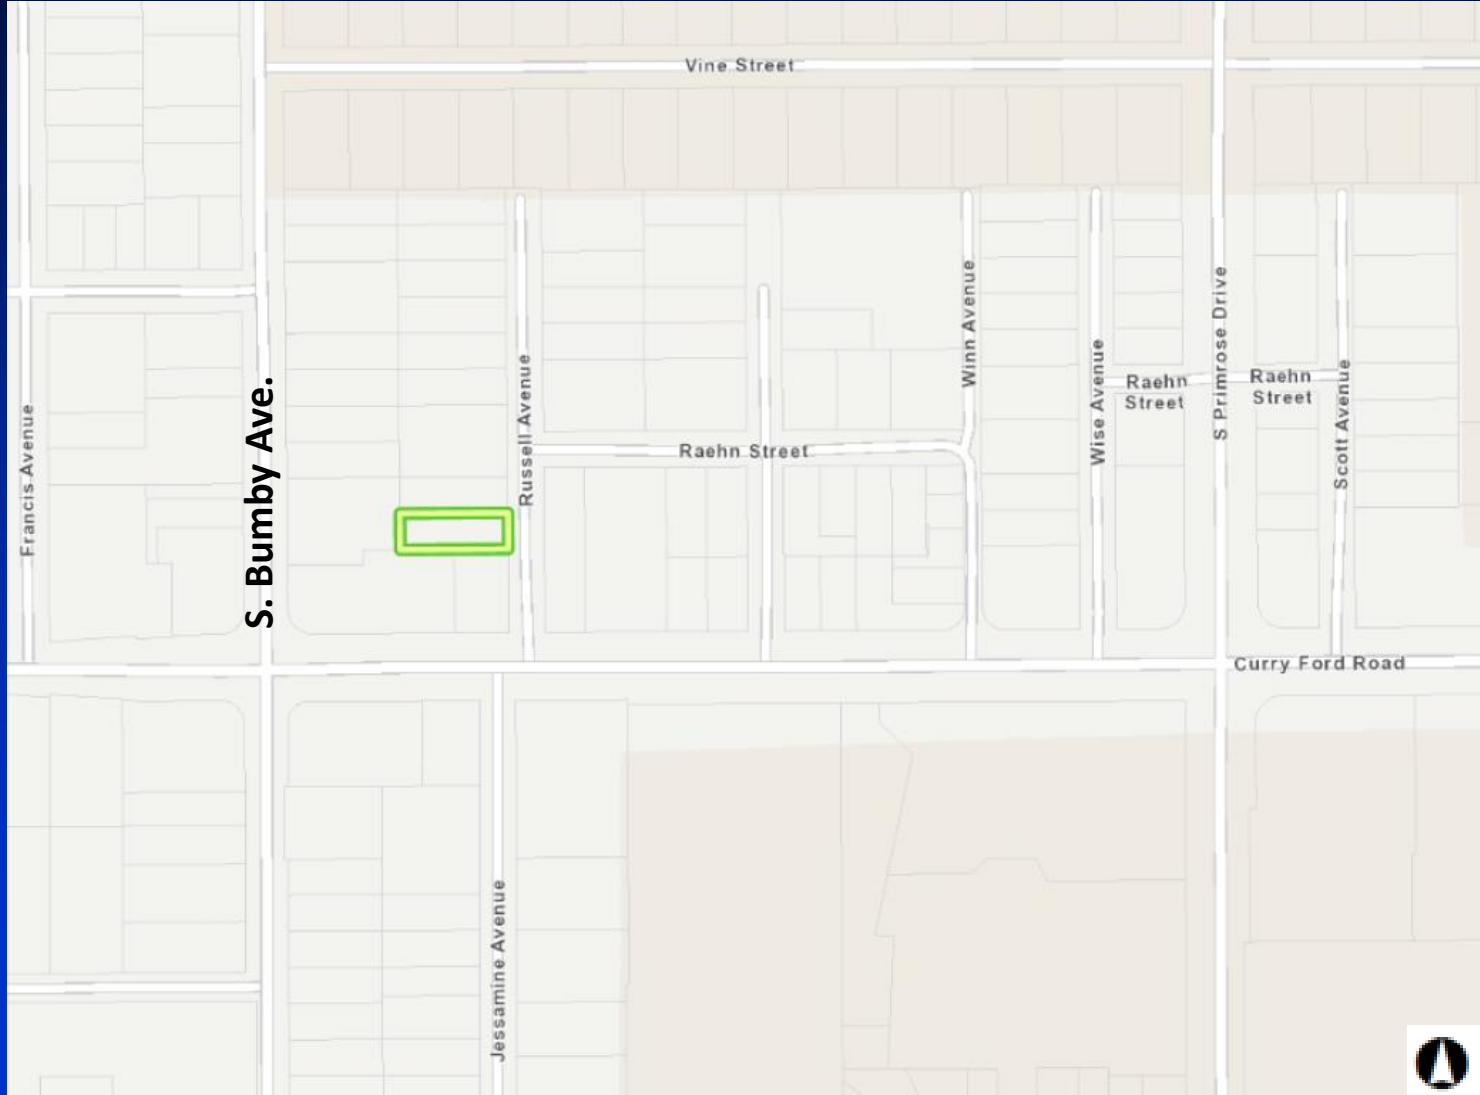 Vine Street
Francis Avenue
S. Bumby Ave.
Russell Avenue
Raehn Street
Winn Avenue
Wise Avenue
Raehn
Street
S Primrose Drive
Raehn
Street
Scott Avenue
Curry Ford Road
Jessamine Avenue